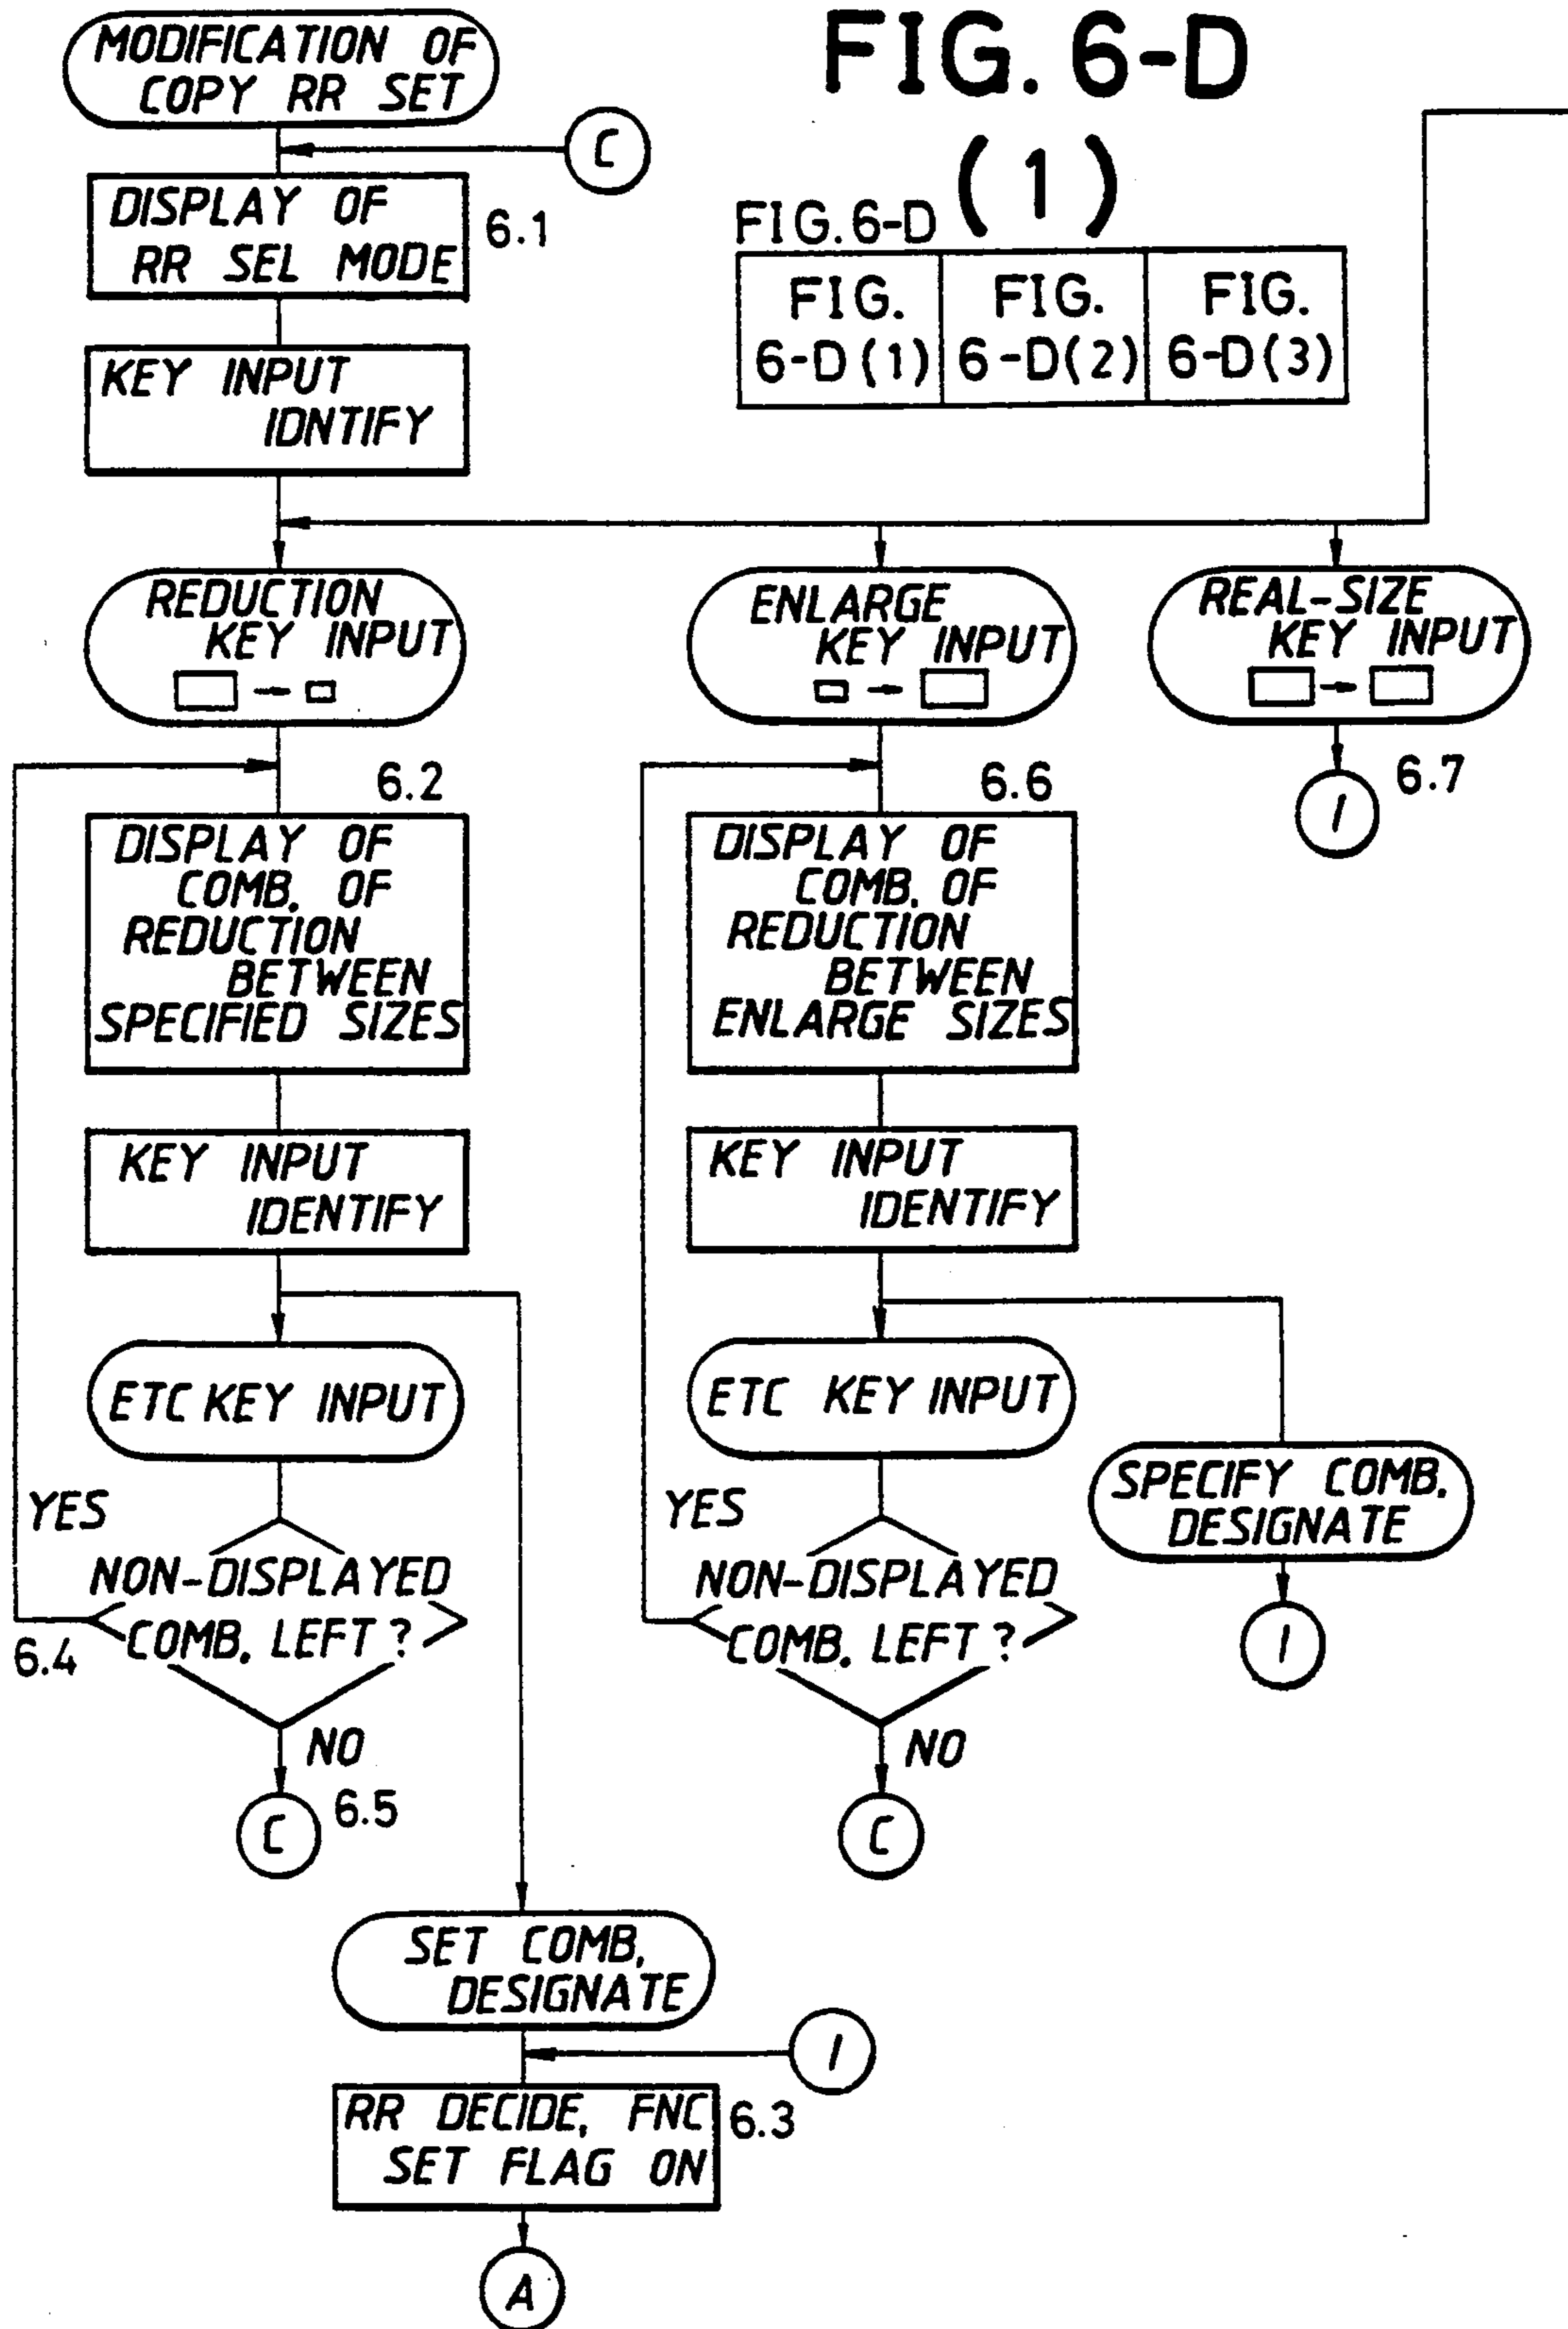 FIG. 6-D
(1)
MODIFICATION OF
COPY RR SET
C
DISPLAY OF
RR SEL MODE
6.1
FIG. 6-D
FIG.
6-D(1)
FIG.
6-D(2)
FIG.
6-D(3)
KEY INPUT
IDNTIFY
REDUCTION
KEY INPUT
ENLARGE
KEY INPUT
REAL-SIZE
KEY INPUT
6.2
6.6
6.7
I
DISPLAY OF
COMB. OF
REDUCTION
BETWEEN
SPECIFIED SIZES
DISPLAY OF
COMB. OF
REDUCTION
BETWEEN
ENLARGE SIZES
KEY INPUT
IDENTIFY
KEY INPUT
IDENTIFY
ETC KEY INPUT
ETC KEY INPUT
SPECIFY COMB.
DESIGNATE
I
YES
NON-DISPLAYED
COMB. LEFT ?
6.4
NO
C
6.5
YES
NON-DISPLAYED
COMB. LEFT ?
NO
C
SET COMB.
DESIGNATE
I
RR DECIDE, FNC
SET FLAG ON
6.3
A